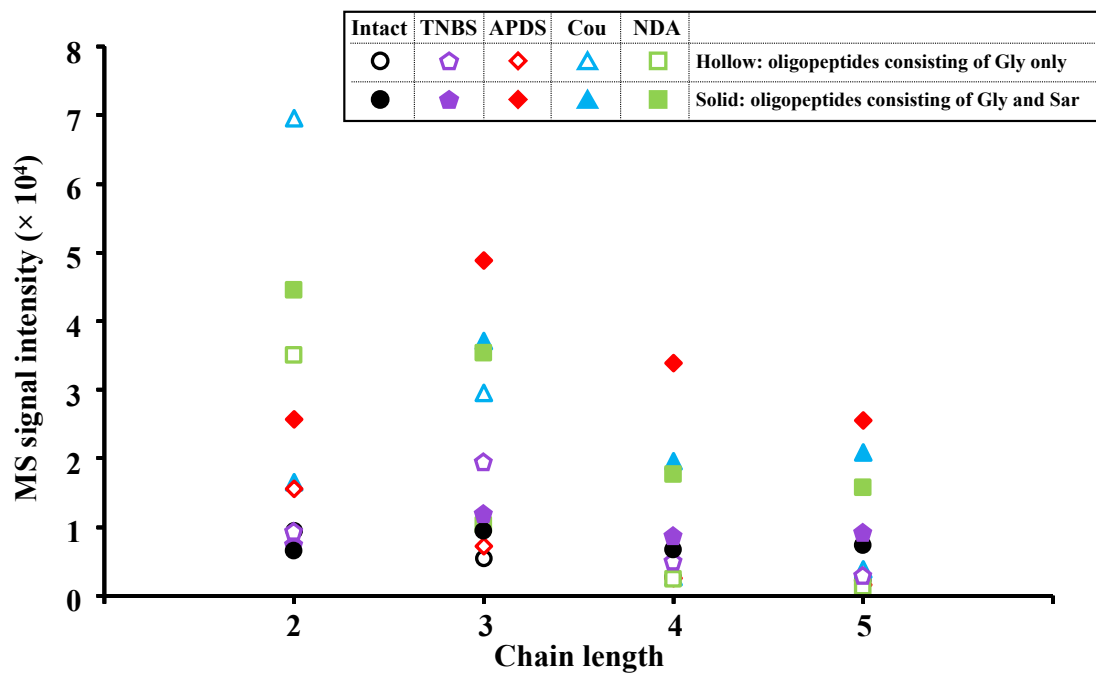 Intact TNBS APDS Cou NDA
Hollow: oligopeptides consisting of Gly only
Solid: oligopeptides consisting of Gly and Sar
MS signal intensity (× 10⁴)
8
7
6
5
4
3
2
1
0
2 3 4 5
Chain length